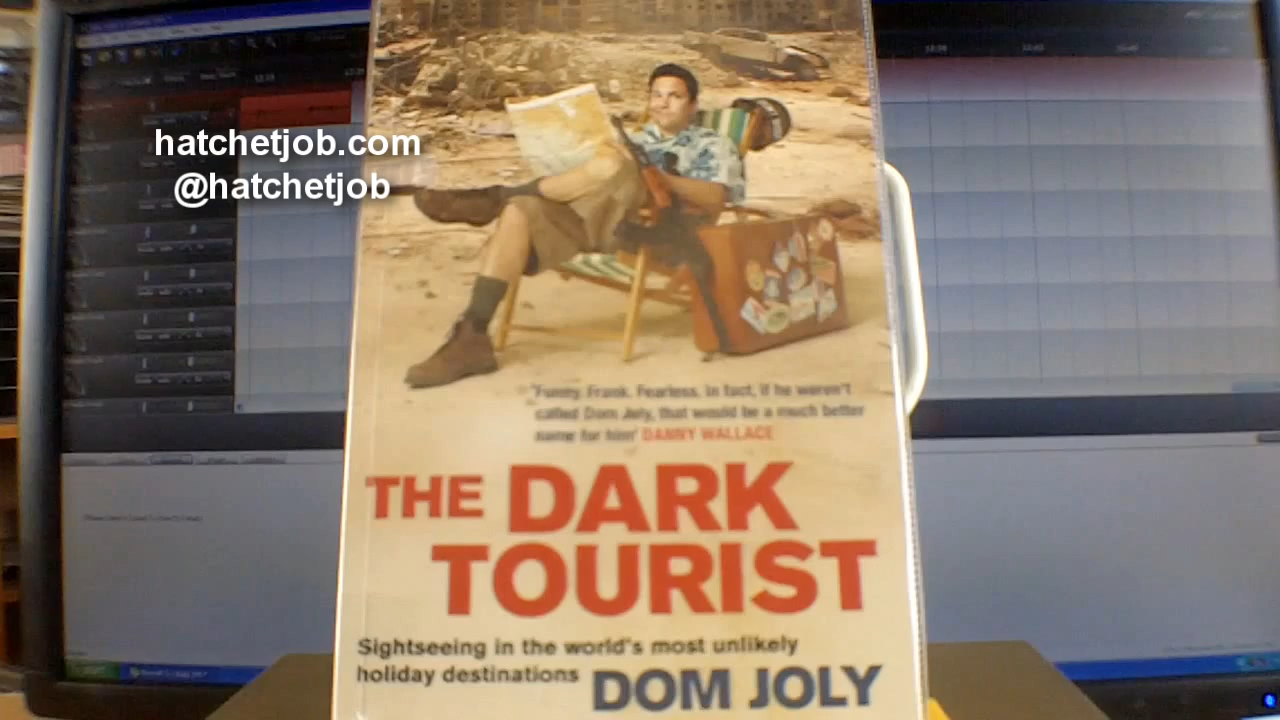 hatchetjob.com
@hatchetjob
'Funny. Frank. Fearless. In fact, if he weren't
called Dom Joly, that would be a much better
name for him' DANNY WALLACE
THE DARK
TOURIST
Sightseeing in the world's most unlikely
holiday destinations
DOM JOLY